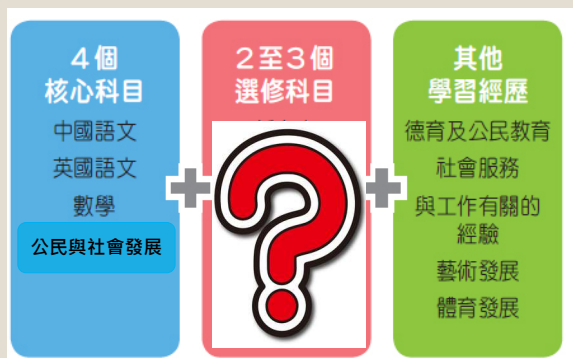 4個
核心科目
中國語文
英國語文
數學
公民與社會發展
2至3個
選修科目
其他
學習經歷
德育及公民教育
社會服務
與工作有關的
經驗
藝術發展
體育發展